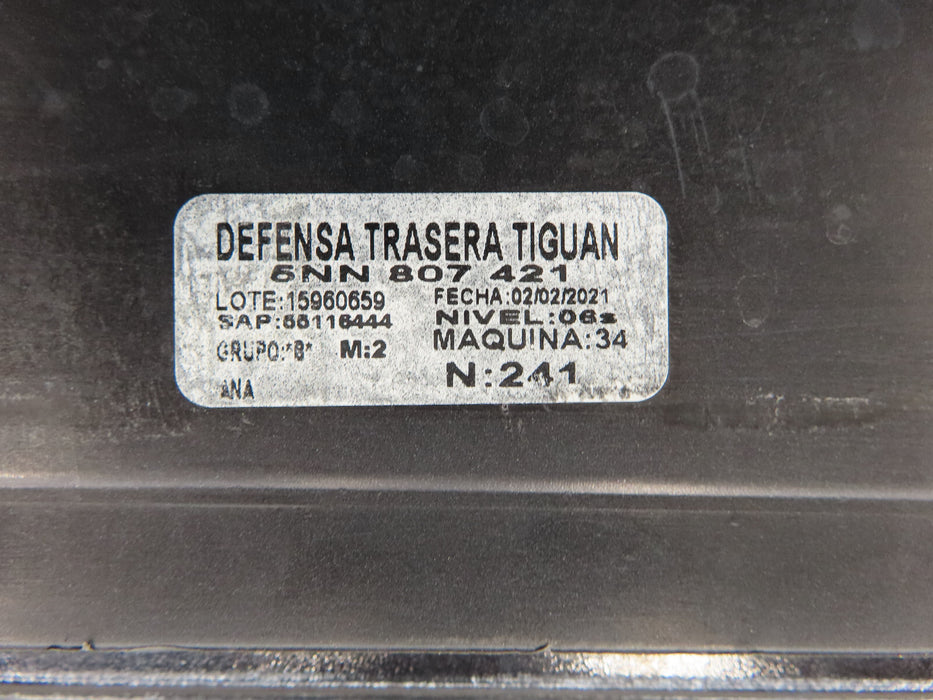 DEFENSA TRASERA TIGUAN
5NN 807 421
LOTE:15960659 FECHA:02/02/2021
SAP:55116444 NIVEL:06s
GRUPO:*B* M:2 MAQUINA:34
ANA N:241